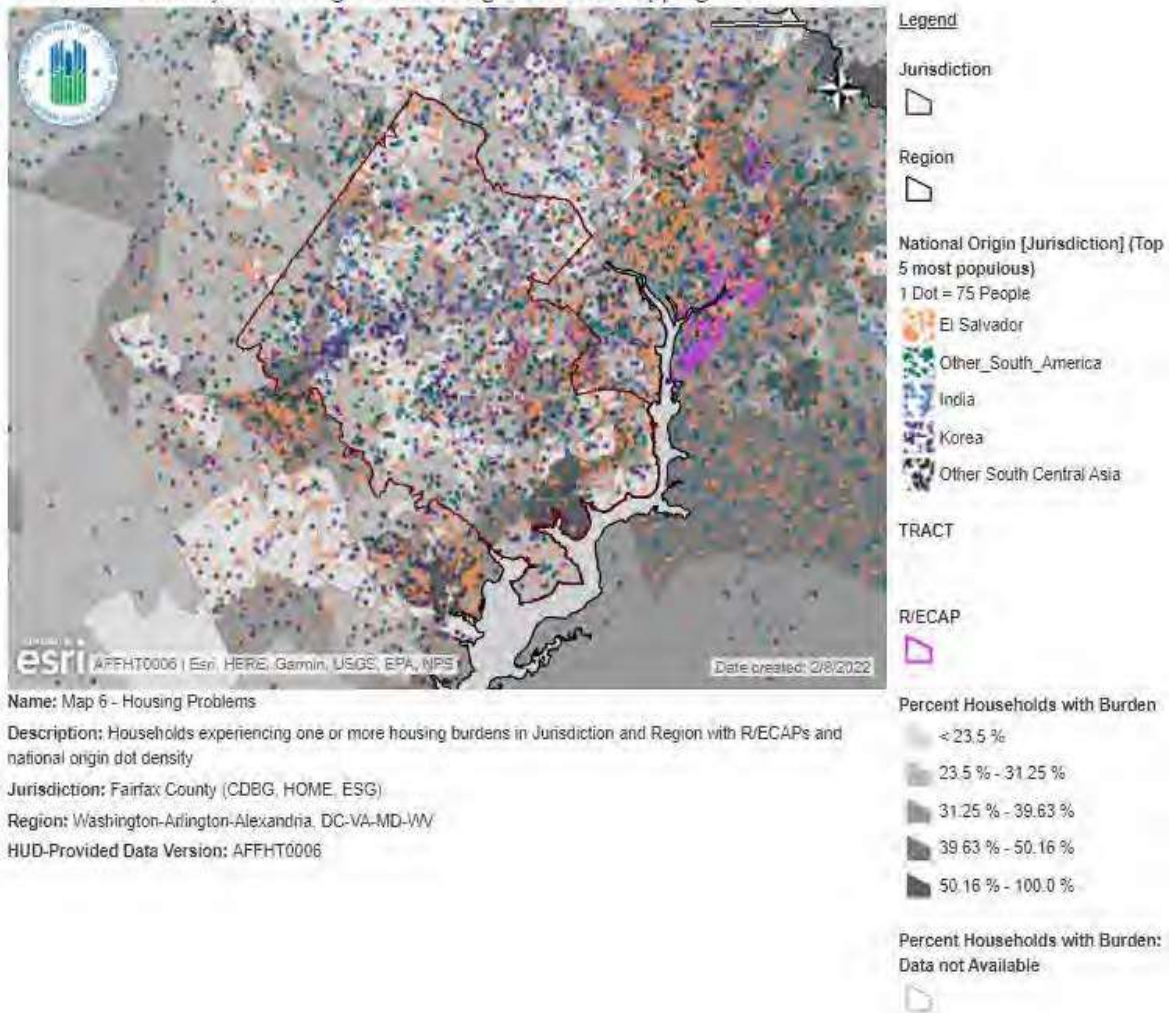 Legend
Jurisdiction
Region
National Origin [Jurisdiction] (Top
5 most populous)
1 Dot = 75 People
El Salvador
Other_South_America
India
Korea
Other South Central Asia
TRACT
R/ECAP
Percent Households with Burden
< 23.5 %
23.5 % - 31.25 %
31.25 % - 39.63 %
39.63 % - 50.16 %
50.16 % - 100.0 %
Percent Households with Burden:
Data not Available
esri
AFFHT0006 | Esri, HERE, Garmin, USGS, EPA, NPS
Date created: 2/8/2022
Name: Map 6 - Housing Problems
Description: Households experiencing one or more housing burdens in Jurisdiction and Region with R/ECAPs and
national origin dot density
Jurisdiction: Fairfax County (CDBG, HOME, ESG)
Region: Washington-Arlington-Alexandria, DC-VA-MD-WV
HUD-Provided Data Version: AFFHT0006